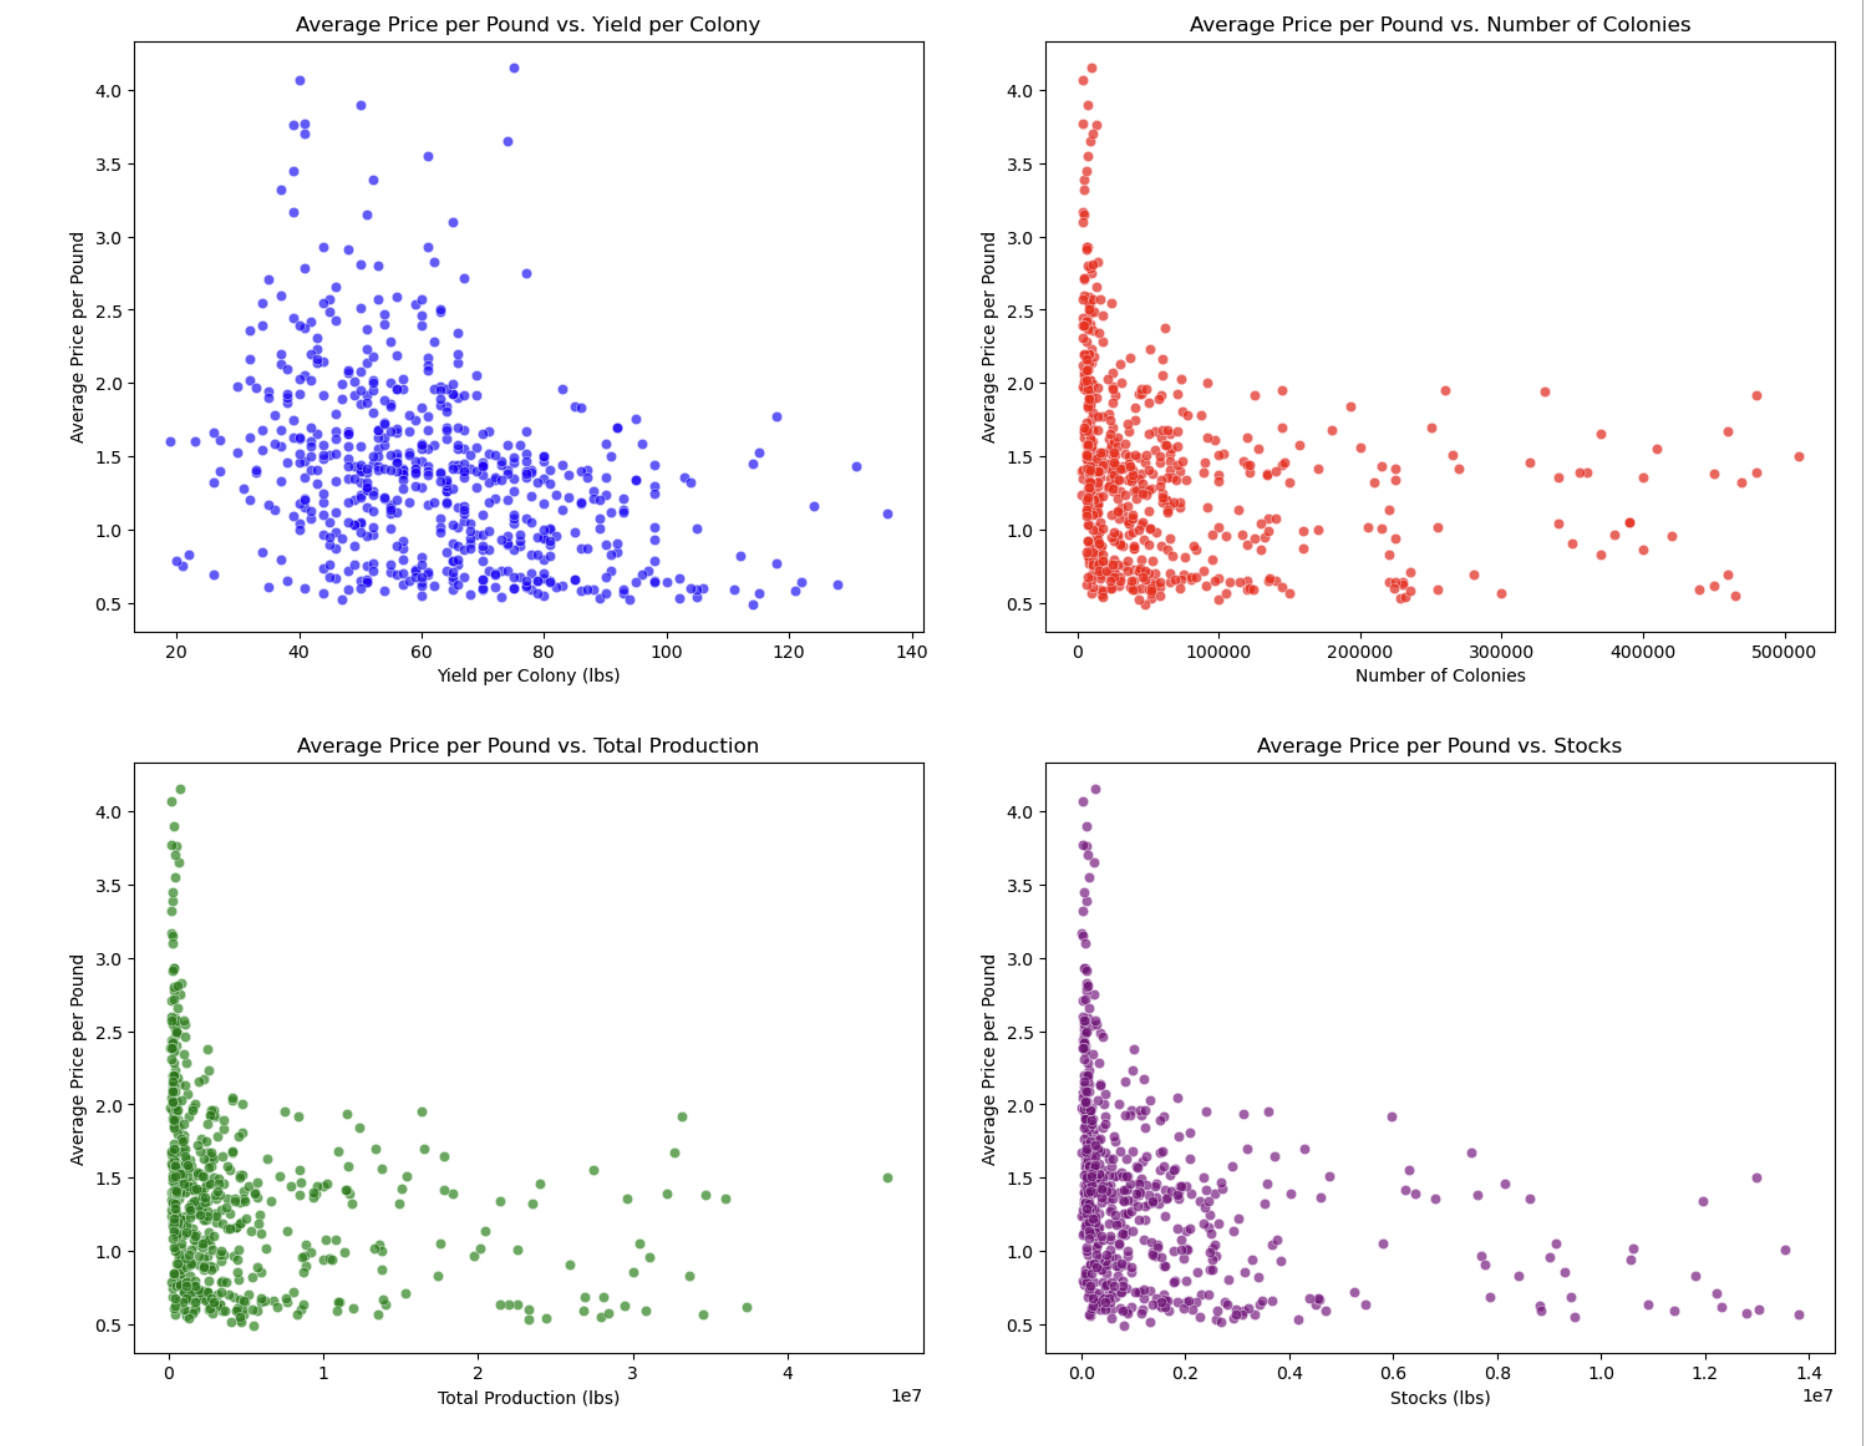 Average Price per Pound vs. Yield per Colony
Average Price per Pound
4.0
3.5
3.0
2.5
2.0
1.5
1.0
0.5
20 40 60 80 100 120 140
Yield per Colony (lbs)
Average Price per Pound vs. Number of Colonies
Average Price per Pound
4.0
3.5
3.0
2.5
2.0
1.5
1.0
0.5
0 100000 200000 300000 400000 500000
Number of Colonies
Average Price per Pound vs. Total Production
Average Price per Pound
4.0
3.5
3.0
2.5
2.0
1.5
1.0
0.5
0 1 2 3 4
1e7
Total Production (lbs)
Average Price per Pound vs. Stocks
Average Price per Pound
4.0
3.5
3.0
2.5
2.0
1.5
1.0
0.5
0.0 0.2 0.4 0.6 0.8 1.0 1.2 1.4
1e7
Stocks (lbs)